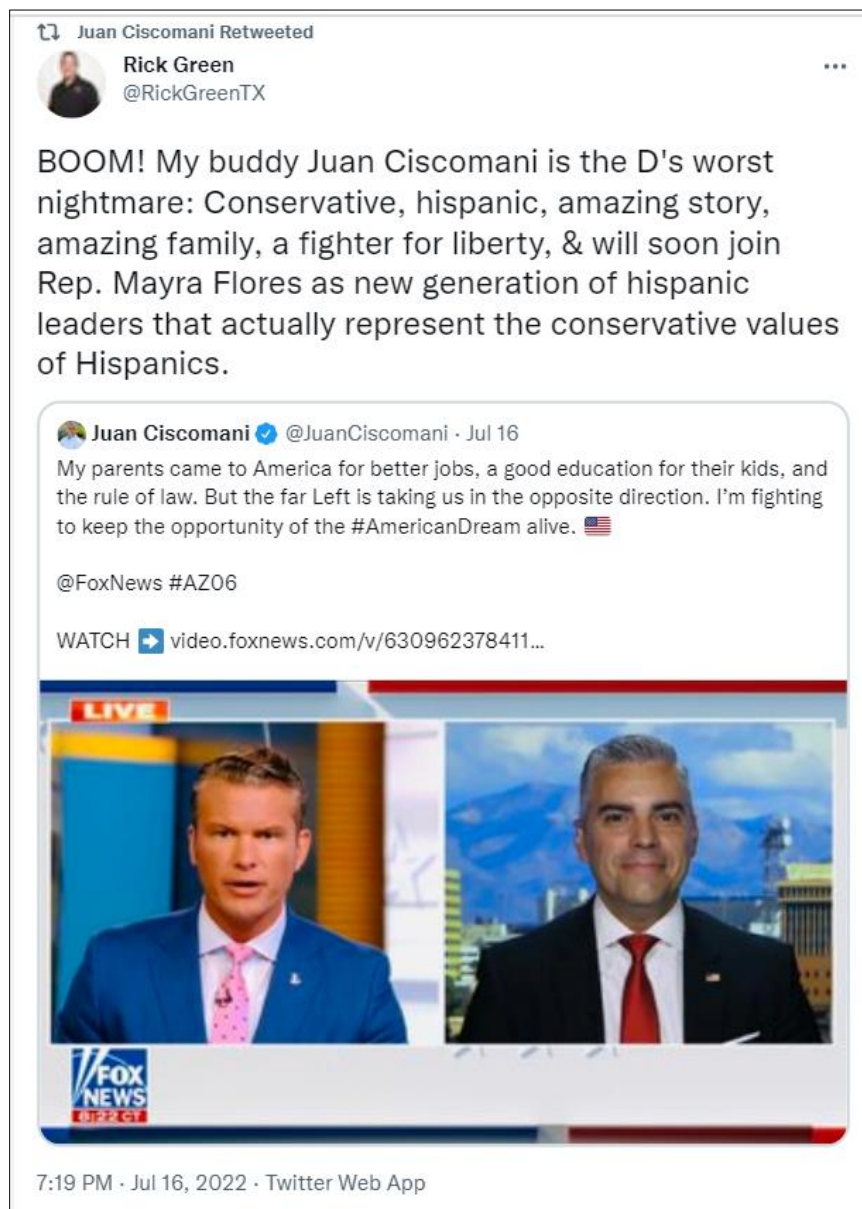 Juan Ciscomani Retweeted
Rick Green
@RickGreenTX
BOOM! My buddy Juan Ciscomani is the D's worst
nightmare: Conservative, hispanic, amazing story,
amazing family, a fighter for liberty, & will soon join
Rep. Mayra Flores as new generation of hispanic
leaders that actually represent the conservative values
of Hispanics.
Juan Ciscomani @JuanCiscomani · Jul 16
My parents came to America for better jobs, a good education for their kids, and
the rule of law. But the far Left is taking us in the opposite direction. I'm fighting
to keep the opportunity of the #AmericanDream alive. 🇺🇸
@FoxNews #AZ06
WATCH ➡️ video.foxnews.com/v/630962378411...
LIVE
FOX
NEWS
8:22 CT
7:19 PM · Jul 16, 2022 · Twitter Web App